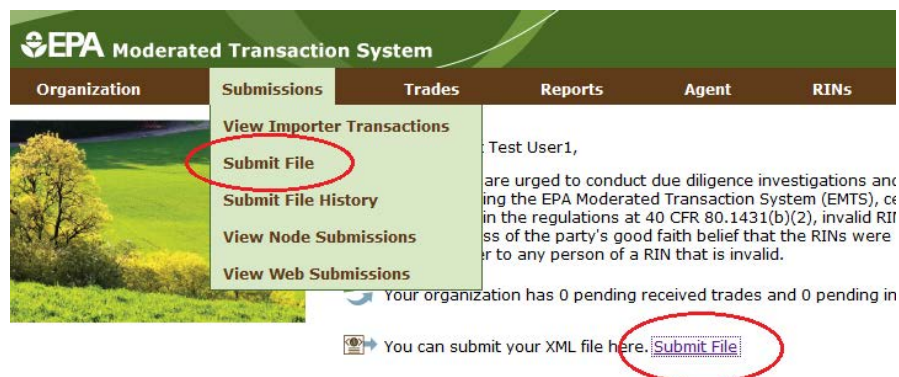 EPA Moderated Transaction System
Organization Submissions Trades Reports Agent RINs
View Importer Transactions
Submit File
Submit File History
View Node Submissions
View Web Submissions
Test User1,
are urged to conduct due diligence investigations and
ing the EPA Moderated Transaction System (EMTS), ce
in the regulations at 40 CFR 80.1431(b)(2), invalid RI
ss of the party's good faith belief that the RINs were
er to any person of a RIN that is invalid.
Your organization has 0 pending received trades and 0 pending in
You can submit your XML file here. Submit File